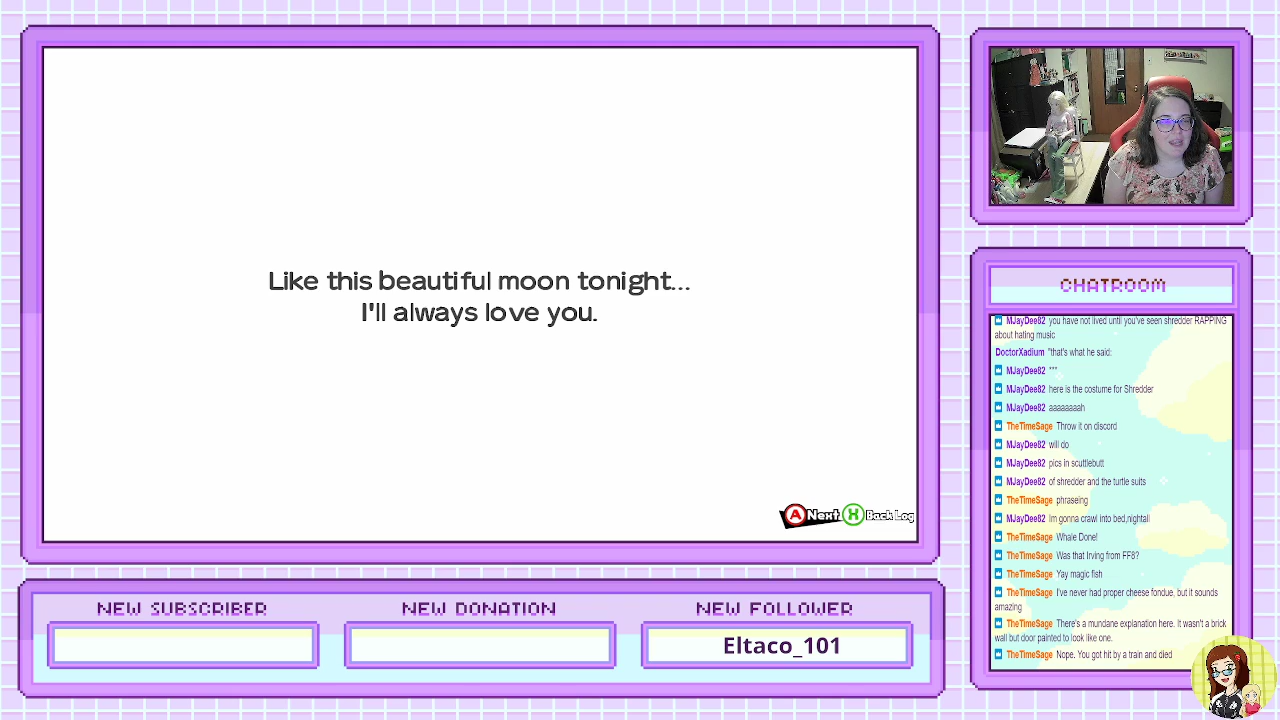 Like this beautiful moon tonight...
I'll always love you.
A Next X Back Log
NEW SUBSCRIBER
NEW DONATION
NEW FOLLOWER
Eltaco_101
CHATROOM
MJayDee82 you have not lived until you've seen shredder RAPPING
about hating music
DoctorXadium "that's what he said:
MJayDee82 ***
MJayDee82 here is the costume for Shredder
MJayDee82 aaaaaaaah
TheTimeSage Throw it on discord
MJayDee82 will do
MJayDee82 pics in scuttlebutt
MJayDee82 of shredder and the turtle suits
TheTimeSage phraseing
MJayDee82 Im gonna crawl into bed,nightall
TheTimeSage Whale Done!
TheTimeSage Was that Irving from FF8?
TheTimeSage Yay magic fish
TheTimeSage I've never had proper cheese fondue, but it sounds
amazing
TheTimeSage There's a mundane explanation here. It wasn't a brick
wall but door painted to look like one.
TheTimeSage Nope. You got hit by a train and died